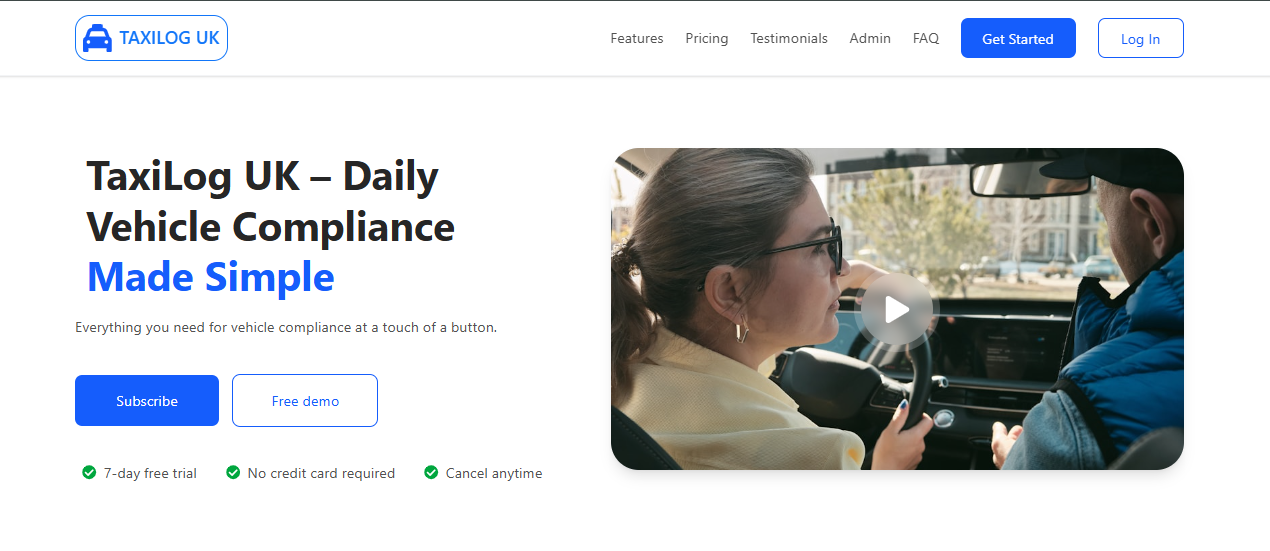 TAXILOG UK
Features
Pricing
Testimonials
Admin
FAQ
Get Started
Log In
TaxiLog UK – Daily
Vehicle Compliance
Made Simple
Everything you need for vehicle compliance at a touch of a button.
Subscribe
Free demo
7-day free trial
No credit card required
Cancel anytime